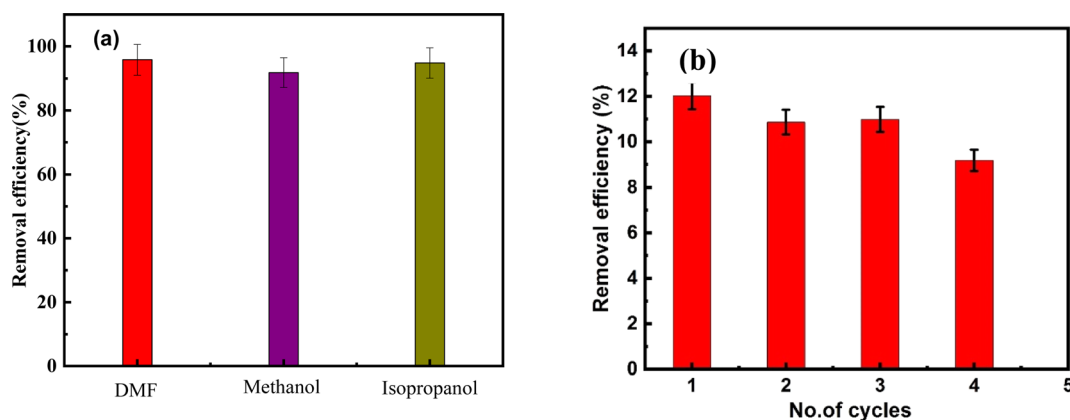 (a)
Removal efficiency(%)
100
80
60
40
20
0
DMF Methanol Isopropanol
(b)
Removal efficiency (%)
14
12
10
8
6
4
2
0
1 2 3 4 5
No.of cycles